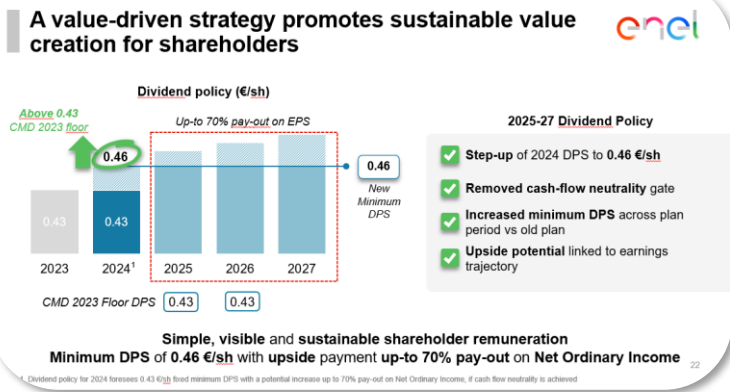 A value-driven strategy promotes sustainable value
creation for shareholders
enel
Dividend policy (€/sh)
Above 0.43
CMD 2023 floor
Up-to 70% pay-out on EPS
0.46
0.43
0.43
0.46
New
Minimum
DPS
2023
2024¹
2025
2026
2027
CMD 2023 Floor DPS
0.43
0.43
2025-27 Dividend Policy
Step-up of 2024 DPS to 0.46 €/sh
Removed cash-flow neutrality gate
Increased minimum DPS across plan
period vs old plan
Upside potential linked to earnings
trajectory
Simple, visible and sustainable shareholder remuneration
Minimum DPS of 0.46 €/sh with upside payment up-to 70% pay-out on Net Ordinary Income
22
1. Dividend policy for 2024 foresees 0.43 €/sh fixed minimum DPS with a potential increase up to 70% pay-out on Net Ordinary Income, if cash flow neutrality is achieved